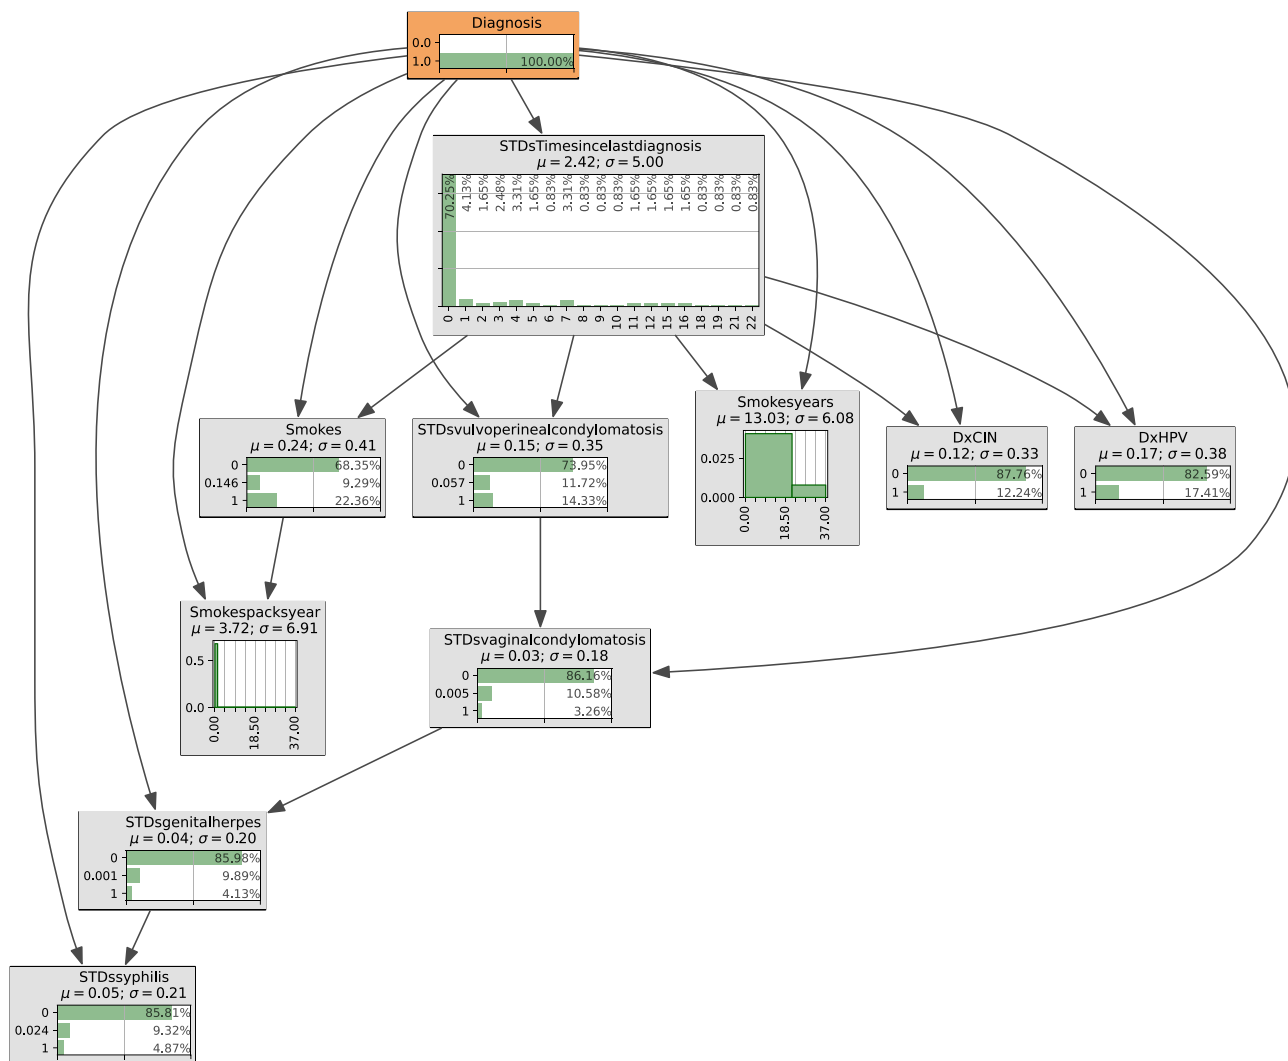 Diagnosis
0.0
1.0 100.00%
STDsTimesincelastdiagnosis
μ = 2.42; σ = 5.00
70.25% 4.13% 1.65% 2.48% 3.31% 1.65% 0.83% 3.31% 0.83% 0.83% 0.83% 1.65% 1.65% 1.65% 1.65% 0.83% 0.83% 0.83% 0.83%
0 1 2 3 4 5 6 7 8 9 10 11 12 15 16 18 19 21 22
Smokes
μ = 0.24; σ = 0.41
0 68.35%
0.146 9.29%
1 22.36%
STDsvulvoperinealcondylomatosis
μ = 0.15; σ = 0.35
0 73.95%
0.057 11.72%
1 14.33%
Smokesyears
μ = 13.03; σ = 6.08
0.025
0.000
0.00 18.50 37.00
DxCIN
μ = 0.12; σ = 0.33
0 87.76%
1 12.24%
DxHPV
μ = 0.17; σ = 0.38
0 82.59%
1 17.41%
Smokespacksyear
μ = 3.72; σ = 6.91
0.5
0.0
0.00 18.50 37.00
STDsvaginalcondylomatosis
μ = 0.03; σ = 0.18
0 86.16%
0.005 10.58%
1 3.26%
STDsgenitalherpes
μ = 0.04; σ = 0.20
0 85.98%
0.001 9.89%
1 4.13%
STDssyphilis
μ = 0.05; σ = 0.21
0 85.81%
0.024 9.32%
1 4.87%